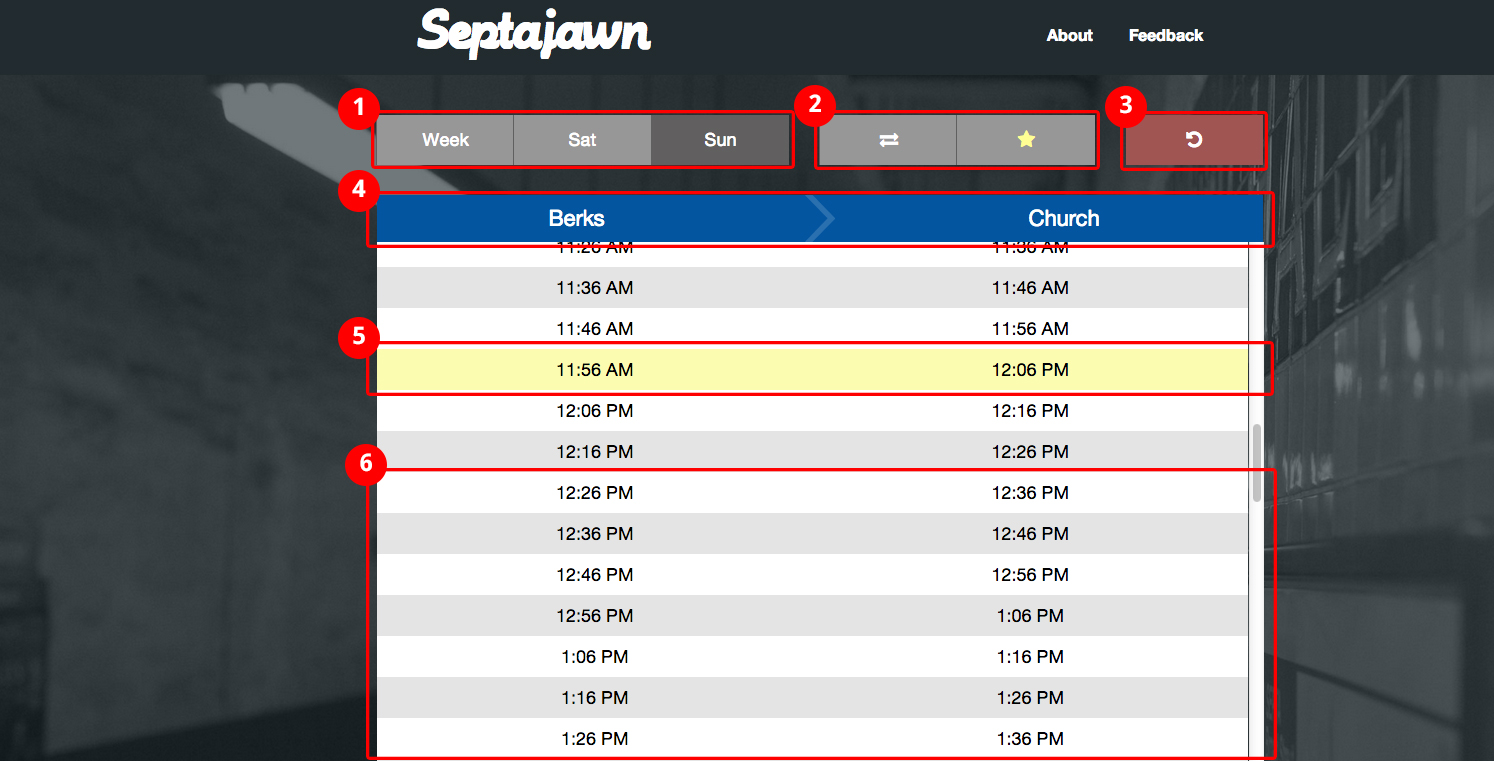 Septajawn
About Feedback
1 2 3
Week Sat Sun
4
Berks Church
11:26 AM 11:36 AM
11:36 AM 11:46 AM
11:46 AM 11:56 AM
5
11:56 AM 12:06 PM
12:06 PM 12:16 PM
12:16 PM 12:26 PM
6
12:26 PM 12:36 PM
12:36 PM 12:46 PM
12:46 PM 12:56 PM
12:56 PM 1:06 PM
1:06 PM 1:16 PM
1:16 PM 1:26 PM
1:26 PM 1:36 PM